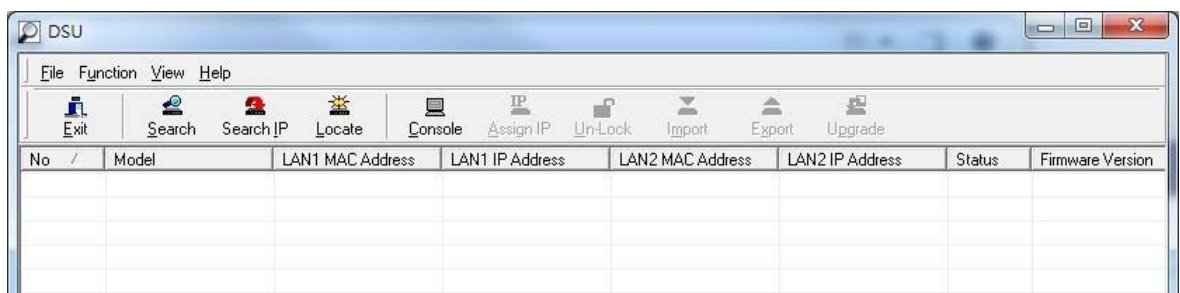 DSU
File Function View Help
Exit Search Search IP Locate Console Assign IP Un-Lock Import Export Upgrade
No Model LAN1 MAC Address LAN1 IP Address LAN2 MAC Address LAN2 IP Address Status Firmware Version